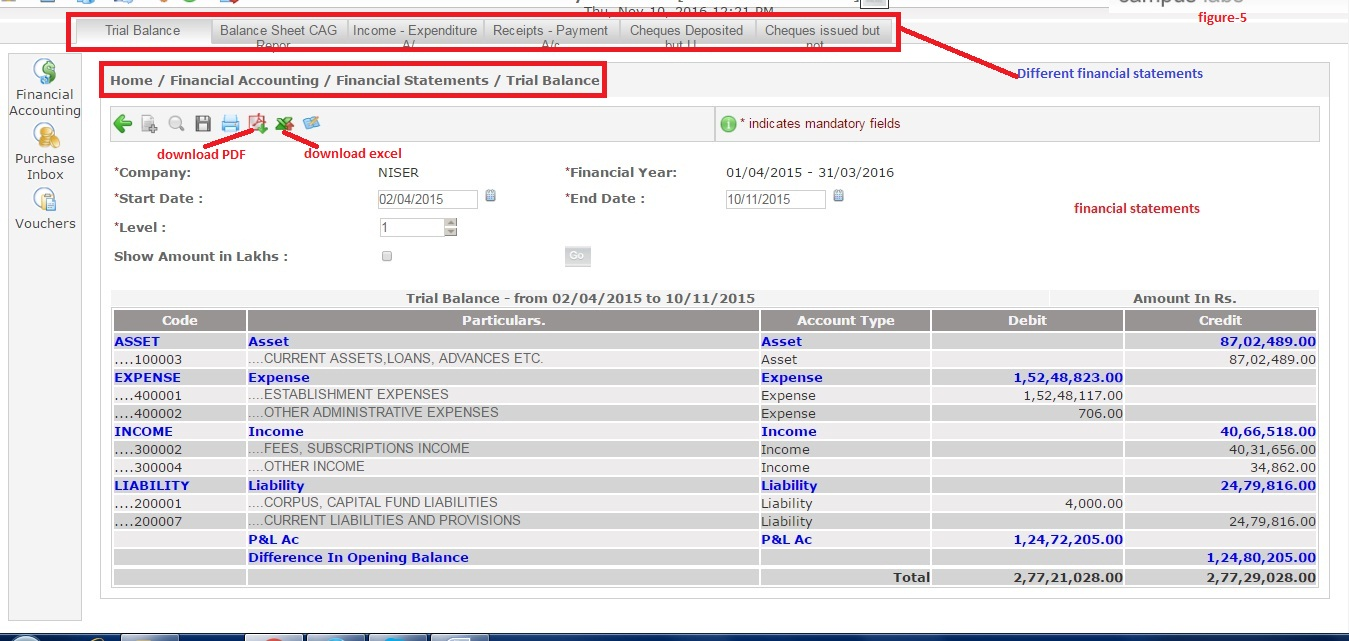 Thu, Nov 10, 2016 12:21 PM
figure-5
Trial Balance
Balance Sheet CAG
Income - Expenditure
Receipts - Payment
Cheques Deposited
Cheques issued but
Different financial statements
Home / Financial Accounting / Financial Statements / Trial Balance
Financial
Accounting
Purchase
Inbox
Vouchers
* indicates mandatory fields
download PDF
download excel
*Company: NISER *Financial Year: 01/04/2015 - 31/03/2016
*Start Date : 02/04/2015 *End Date : 10/11/2015
financial statements
*Level : 1
Show Amount in Lakhs : Go
Trial Balance - from 02/04/2015 to 10/11/2015 Amount In Rs.
Code Particulars. Account Type Debit Credit
ASSET Asset Asset 87,02,489.00
....100003 ....CURRENT ASSETS,LOANS, ADVANCES ETC. Asset 87,02,489.00
EXPENSE Expense Expense 1,52,48,823.00
....400001 ....ESTABLISHMENT EXPENSES Expense 1,52,48,117.00
....400002 ....OTHER ADMINISTRATIVE EXPENSES Expense 706.00
INCOME Income Income 40,66,518.00
....300002 ....FEES, SUBSCRIPTIONS INCOME Income 40,31,656.00
....300004 ....OTHER INCOME Income 34,862.00
LIABILITY Liability Liability 24,79,816.00
....200001 ....CORPUS, CAPITAL FUND LIABILITIES Liability 4,000.00
....200007 ....CURRENT LIABILITIES AND PROVISIONS Liability 24,79,816.00
P&L Ac P&L Ac 1,24,72,205.00
Difference In Opening Balance 1,24,80,205.00
Total 2,77,21,028.00 2,77,29,028.00